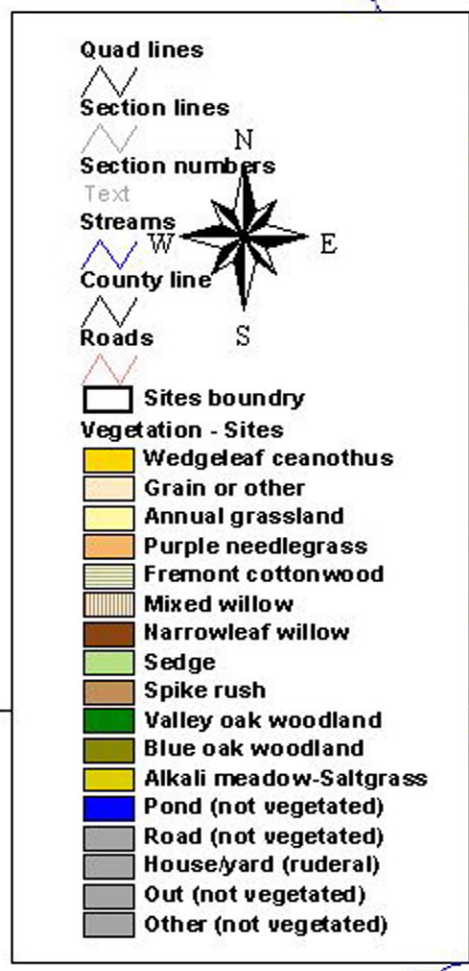 Quad lines
Section lines
N
Section numbers
Text
Streams
W
E
County line
S
Roads
Sites boundry
Vegetation - Sites
Wedgeleaf ceanothus
Grain or other
Annual grassland
Purple needlegrass
Fremont cottonwood
Mixed willow
Narrowleaf willow
Sedge
Spike rush
Valley oak woodland
Blue oak woodland
Alkali meadow-Saltgrass
Pond (not vegetated)
Road (not vegetated)
House/yard (ruderal)
Out (not vegetated)
Other (not vegetated)